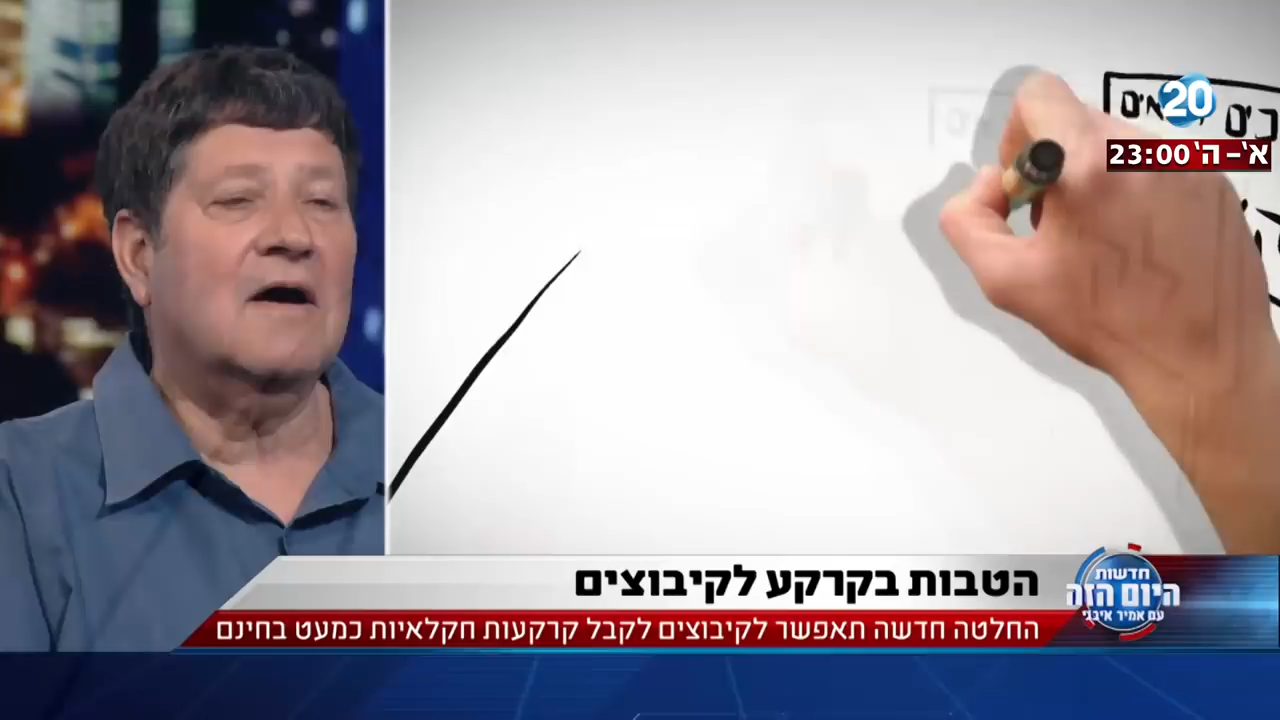 20
א'-ה' 23:00
הטבות בקרקע לקיבוצים
החלטה חדשה תאפשר לקיבוצים לקבל קרקעות חקלאיות כמעט בחינם
חדשות
היום הזה
עם אמיר איבגי